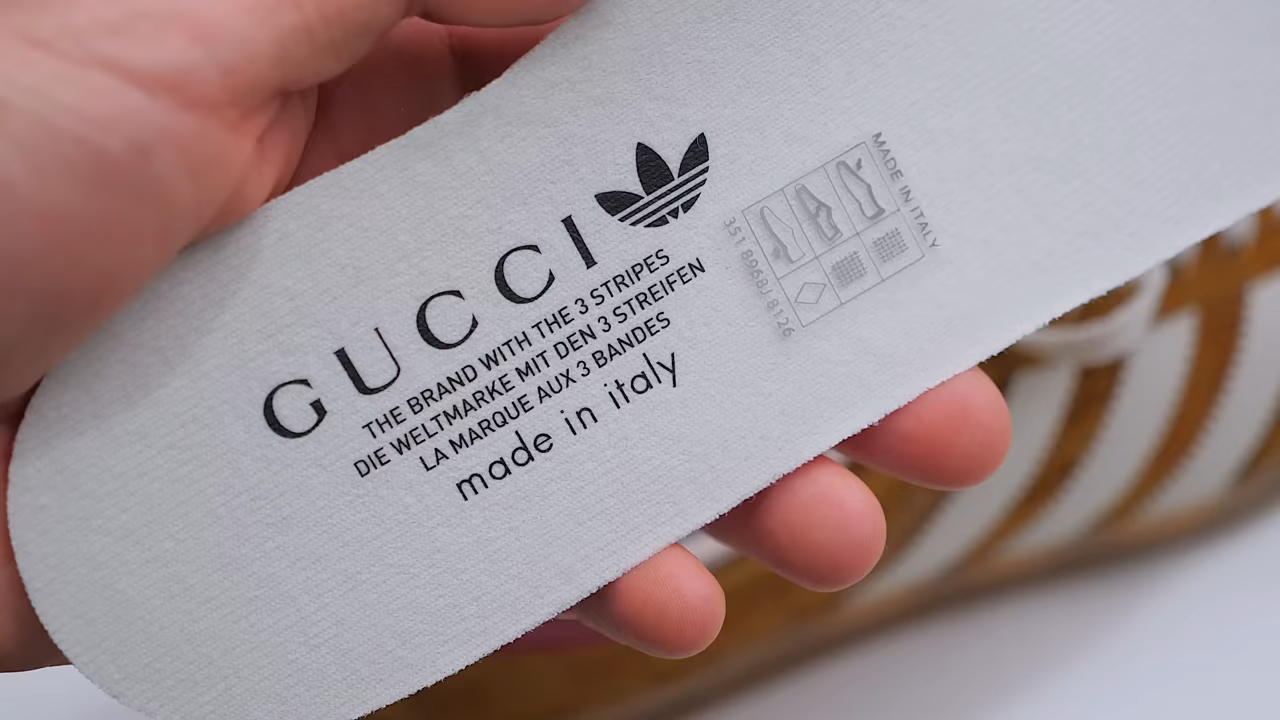 GUCCI
THE BRAND WITH THE 3 STRIPES
DIE WELTMARKE MIT DEN 3 STREIFEN
LA MARQUE AUX 3 BANDES
made in italy
MADE IN ITALY
351 8968J 8126